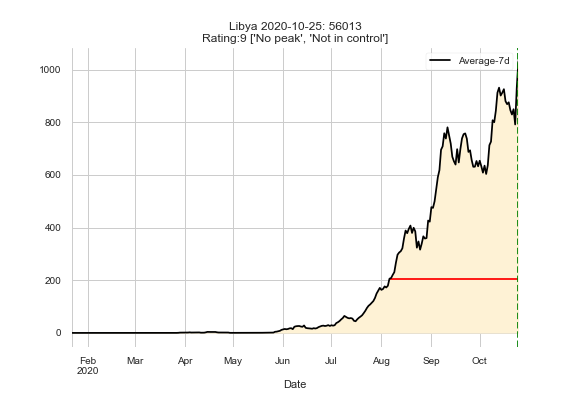 Libya 2020-10-25: 56013
Rating:9 ['No peak', 'Not in control']
Average-7d
1000
800
600
400
200
0
Feb Mar Apr May Jun Jul Aug Sep Oct
2020
Date